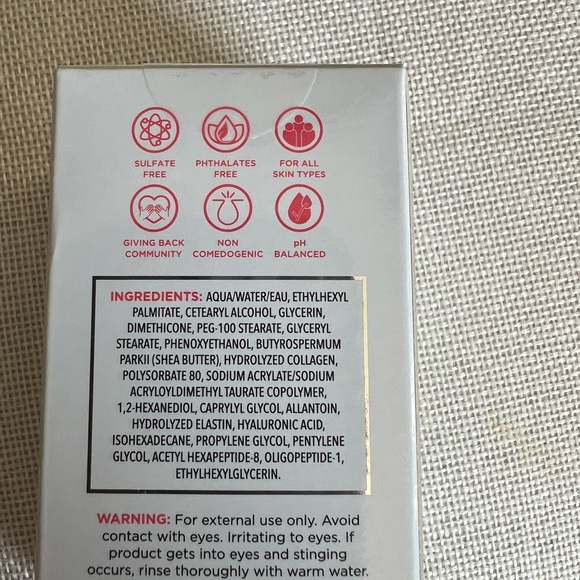 SULFATE FREE
PHTHALATES FREE
FOR ALL SKIN TYPES
GIVING BACK COMMUNITY
NON COMEDOGENIC
pH BALANCED
INGREDIENTS: AQUA/WATER/EAU, ETHYLHEXYL
PALMITATE, CETEARYL ALCOHOL, GLYCERIN,
DIMETHICONE, PEG-100 STEARATE, GLYCERYL
STEARATE, PHENOXYETHANOL, BUTYROSPERMUM
PARKII (SHEA BUTTER), HYDROLYZED COLLAGEN,
POLYSORBATE 80, SODIUM ACRYLATE/SODIUM
ACRYLOYLDIMETHYL TAURATE COPOLYMER,
1,2-HEXANEDIOL, CAPRYLYL GLYCOL, ALLANTOIN,
HYDROLYZED ELASTIN, HYALURONIC ACID,
ISOHEXADECANE, PROPYLENE GLYCOL, PENTYLENE
GLYCOL, ACETYL HEXAPEPTIDE-8, OLIGOPEPTIDE-1,
ETHYLHEXYLGLYCERIN.
WARNING: For external use only. Avoid
contact with eyes. Irritating to eyes. If
product gets into eyes and stinging
occurs, rinse thoroughly with warm water.